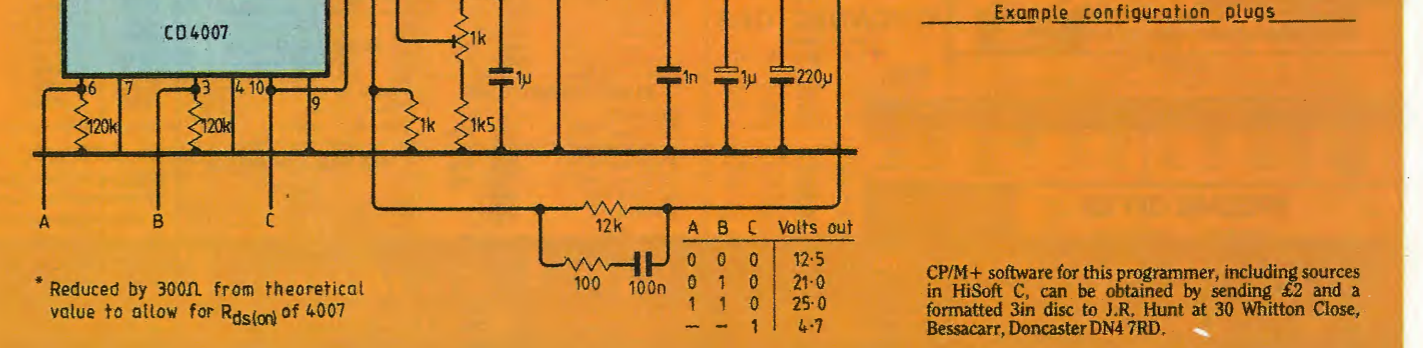 Example configuration plugs
CD4007
1k
1µ
1n
1µ
220µ
6
7
3
4
10
9
120k
120k
1k
1k5
A
B
C
12k
100
100n
A B C Volts out
0 0 0 12·5
0 1 0 21·0
1 1 0 25·0
– – 1 4·7
* Reduced by 300Ω from theoretical
value to allow for Rds(on) of 4007
CP/M+ software for this programmer, including sources
in HiSoft C, can be obtained by sending £2 and a
formatted 3in disc to J.R. Hunt at 30 Whitton Close,
Bessacarr, Doncaster DN4 7RD.